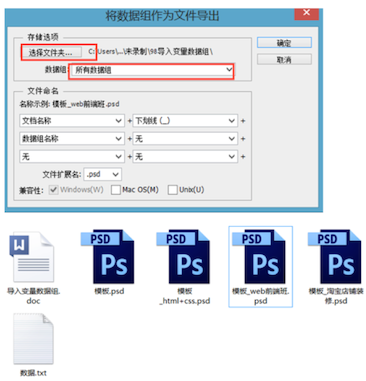 将数据组作为文件导出
存储选项
选择文件夹... C:\Users\...\未录制\98导入变量数据组\
确定
数据组: 所有数据组
取消
文件命名
名称示例: 模板_web前端班.psd
文档名称 + 下划线 (_) +
数据组名称 + 无 +
无 + 无 +
文件扩展名: .psd
兼容性: Windows(W) Mac OS(M) Unix(U)
W
PSD PSD PSD PSD
Ps Ps Ps Ps
导入变量数据组. 模板.psd 模板 模板_web前端班. 模板_淘宝店铺装
doc _html+css.psd psd 修.psd
数据.txt